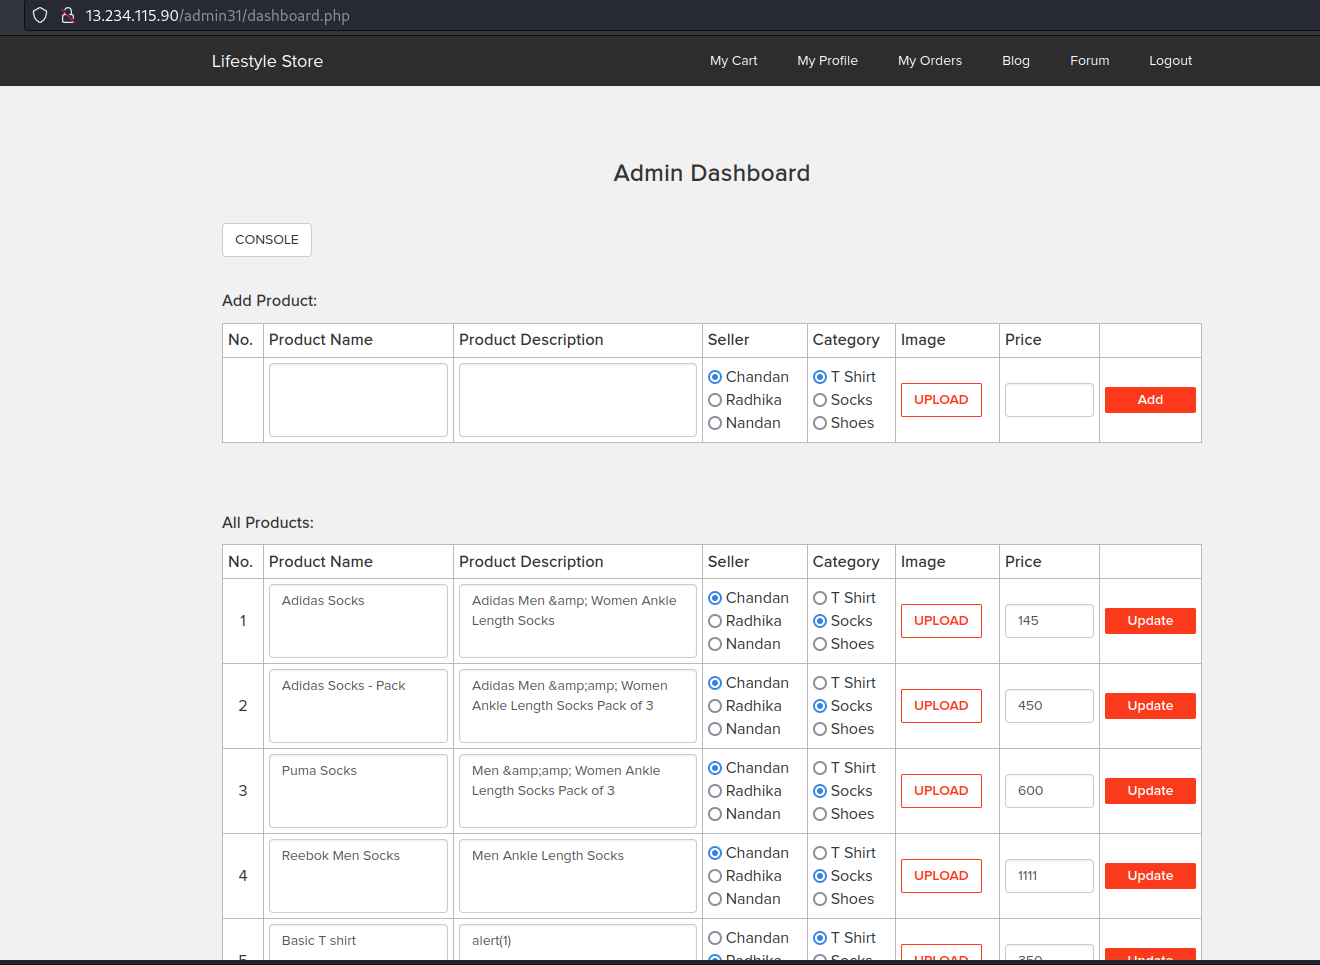 13.234.115.90/admin31/dashboard.php
Lifestyle Store My Cart My Profile My Orders Blog Forum Logout
Admin Dashboard
CONSOLE
Add Product:
No. Product Name Product Description Seller Category Image Price
Chandan T Shirt
Radhika Socks UPLOAD Add
Nandan Shoes
All Products:
No. Product Name Product Description Seller Category Image Price
Adidas Socks Adidas Men &amp; Women Ankle Chandan T Shirt
1 Length Socks Radhika Socks UPLOAD 145 Update
Nandan Shoes
Adidas Socks - Pack Adidas Men &amp;amp; Women Chandan T Shirt
2 Ankle Length Socks Pack of 3 Radhika Socks UPLOAD 450 Update
Nandan Shoes
Puma Socks Men &amp;amp; Women Ankle Chandan T Shirt
3 Length Socks Pack of 3 Radhika Socks UPLOAD 600 Update
Nandan Shoes
Reebok Men Socks Men Ankle Length Socks Chandan T Shirt
4 Radhika Socks UPLOAD 1111 Update
Nandan Shoes
Basic T shirt alert(1) Chandan T Shirt
5 Radhika Socks UPLOAD 350 Update